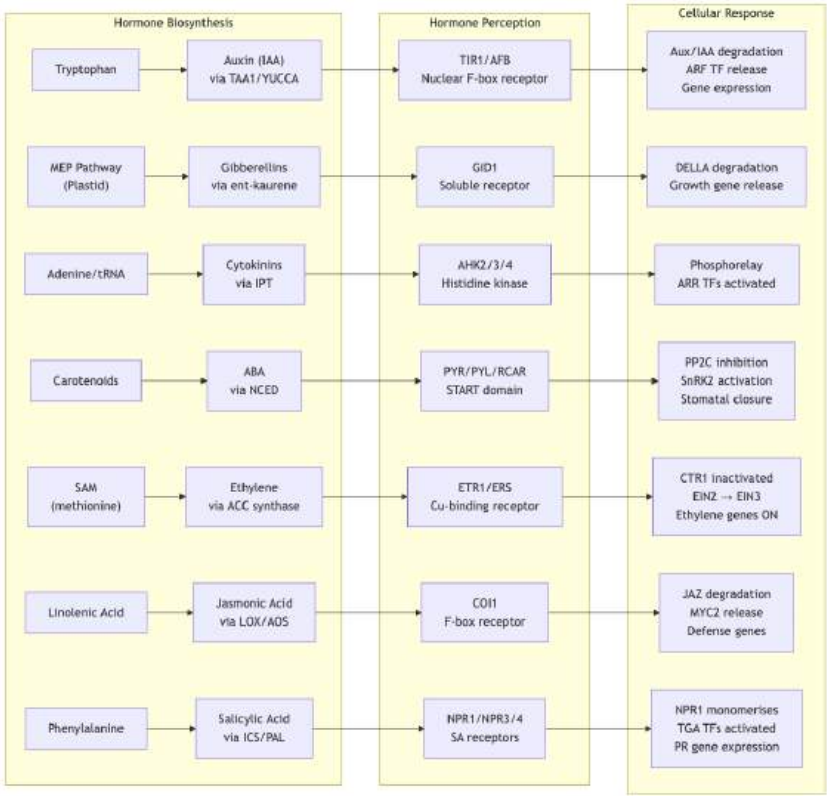 Hormone Biosynthesis
Hormone Perception
Cellular Response
Tryptophan
Auxin (IAA)
via TAA1/YUCCA
TIR1/AFB
Nuclear F-box receptor
Aux/IAA degradation
ARF TF release
Gene expression
MEP Pathway
(Plastid)
Gibberellins
via ent-kaurene
GID1
Soluble receptor
DELLA degradation
Growth gene release
Adenine/tRNA
Cytokinins
via IPT
AHK2/3/4
Histidine kinase
Phosphorelay
ARR TFs activated
Carotenoids
ABA
via NCED
PYR/PYL/RCAR
START domain
PP2C inhibition
SnRK2 activation
Stomatal closure
SAM
(methionine)
Ethylene
via ACC synthase
ETR1/ERS
Cu-binding receptor
CTR1 inactivated
EIN2 → EIN3
Ethylene genes ON
Linolenic Acid
Jasmonic Acid
via LOX/AOS
COI1
F-box receptor
JAZ degradation
MYC2 release
Defense genes
Phenylalanine
Salicylic Acid
via ICS/PAL
NPR1/NPR3/4
SA receptors
NPR1 monomerises
TGA TFs activated
PR gene expression